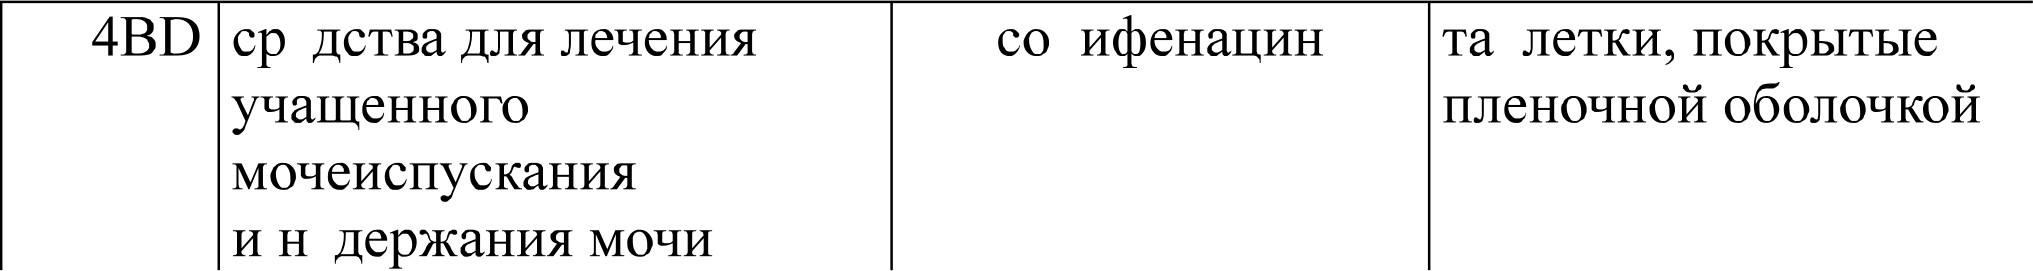 4BD
ср  дства для лечения
учащенного
мочеиспускания
и н  держания мочи
со  ифенацин
та  летки, покрытые
пленочной оболочкой